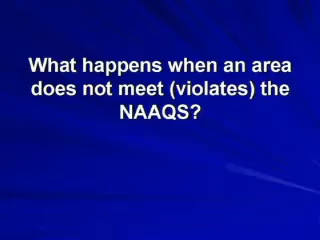 What happens when an area
does not meet (violates) the
NAAQS?